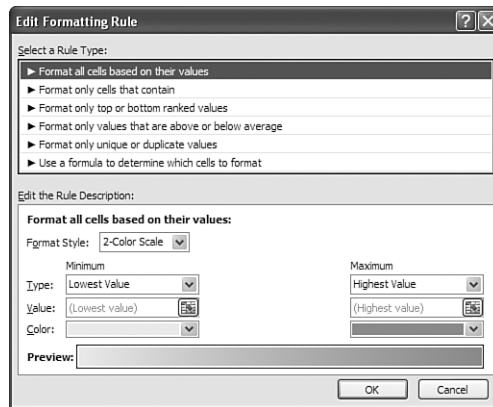 Edit Formatting Rule
Select a Rule Type:
► Format all cells based on their values
► Format only cells that contain
► Format only top or bottom ranked values
► Format only values that are above or below average
► Format only unique or duplicate values
► Use a formula to determine which cells to format
Edit the Rule Description:
Format all cells based on their values:
Format Style: 2-Color Scale
Minimum Maximum
Type: Lowest Value Highest Value
Value: (Lowest value) (Highest value)
Color:
Preview:
OK Cancel